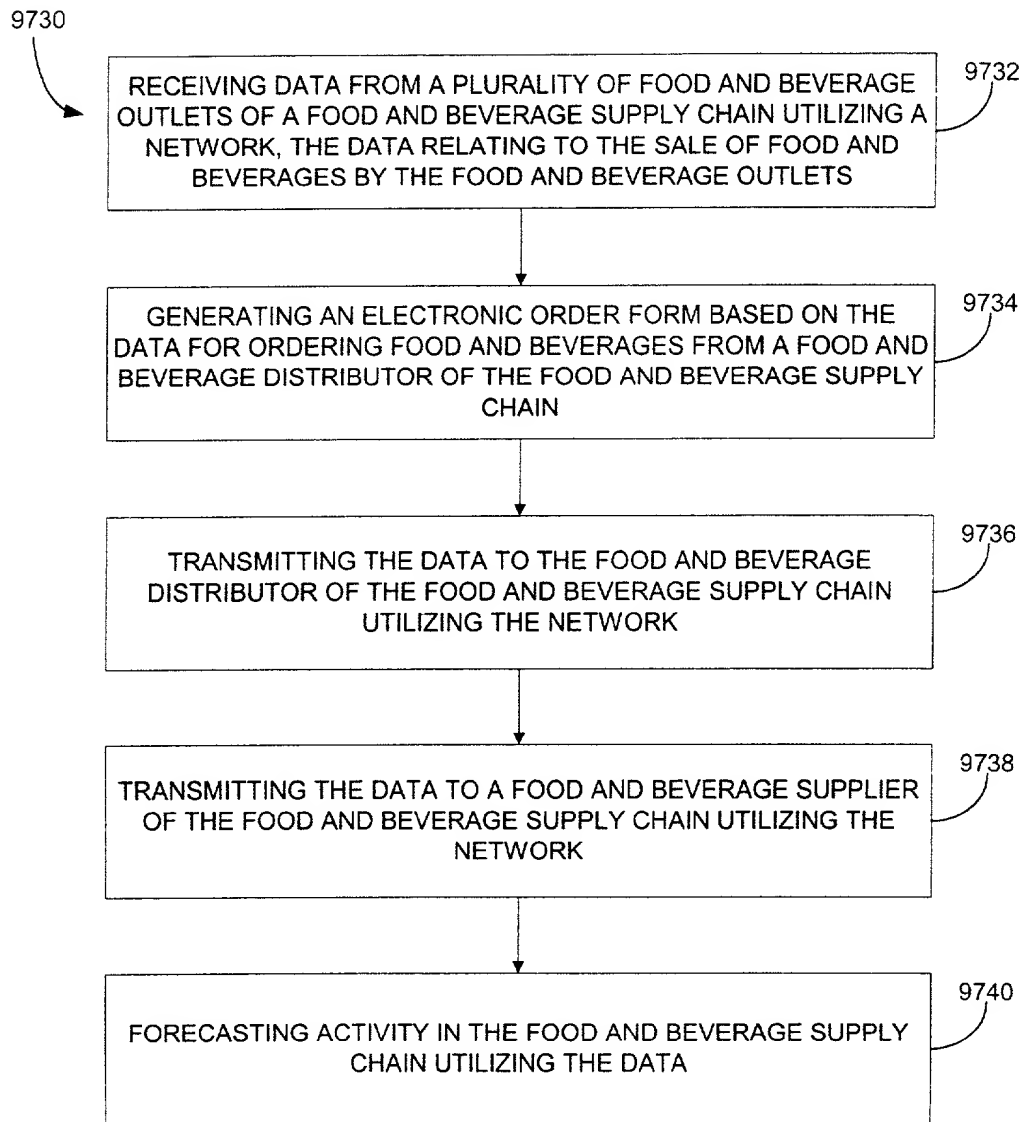 9730
RECEIVING DATA FROM A PLURALITY OF FOOD AND BEVERAGE
OUTLETS OF A FOOD AND BEVERAGE SUPPLY CHAIN UTILIZING A
NETWORK, THE DATA RELATING TO THE SALE OF FOOD AND
BEVERAGES BY THE FOOD AND BEVERAGE OUTLETS
9732
GENERATING AN ELECTRONIC ORDER FORM BASED ON THE
DATA FOR ORDERING FOOD AND BEVERAGES FROM A FOOD AND
BEVERAGE DISTRIBUTOR OF THE FOOD AND BEVERAGE SUPPLY
CHAIN
9734
TRANSMITTING THE DATA TO THE FOOD AND BEVERAGE
DISTRIBUTOR OF THE FOOD AND BEVERAGE SUPPLY CHAIN
UTILIZING THE NETWORK
9736
TRANSMITTING THE DATA TO A FOOD AND BEVERAGE SUPPLIER
OF THE FOOD AND BEVERAGE SUPPLY CHAIN UTILIZING THE
NETWORK
9738
FORECASTING ACTIVITY IN THE FOOD AND BEVERAGE SUPPLY
CHAIN UTILIZING THE DATA
9740